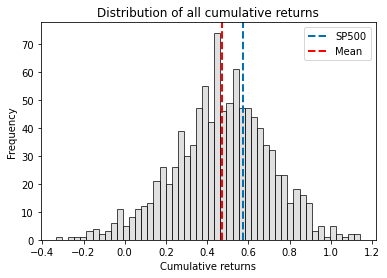 Distribution of all cumulative returns
SP500
Mean
Frequency
70
60
50
40
30
20
10
0
−0.4 −0.2 0.0 0.2 0.4 0.6 0.8 1.0 1.2
Cumulative returns